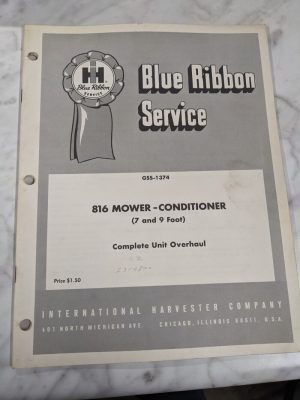 IH
Blue Ribbon
SERVICE
Blue Ribbon
Service
GSS-1374
816 MOWER-CONDITIONER
(7 and 9 Foot)
Complete Unit Overhaul
Price $1.50
INTERNATIONAL HARVESTER COMPANY
401 NORTH MICHIGAN AVE. CHICAGO, ILLINOIS 60611, U.S.A.